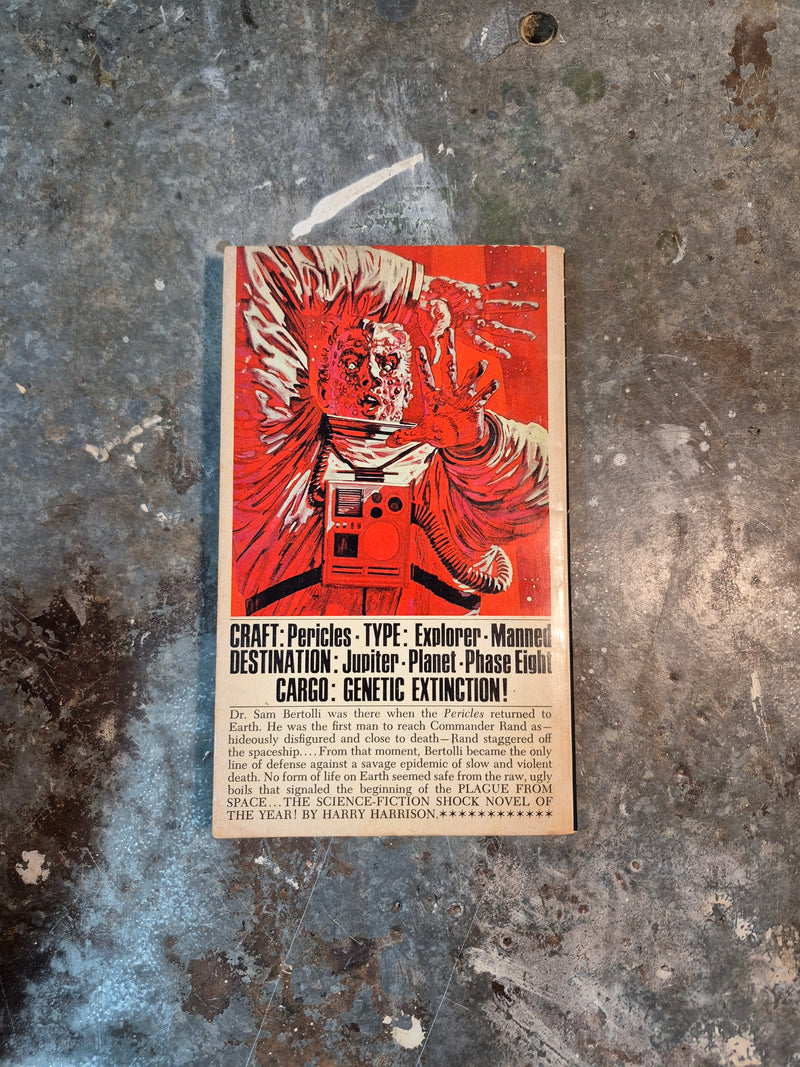 CRAFT: Pericles · TYPE: Explorer · Manned
DESTINATION: Jupiter · Planet · Phase Eight
CARGO: GENETIC EXTINCTION!
Dr. Sam Bertolli was there when the Pericles returned to
Earth. He was the first man to reach Commander Rand as—
hideously disfigured and close to death—Rand staggered off
the spaceship.... From that moment, Bertolli became the only
line of defense against a savage epidemic of slow and violent
death. No form of life on Earth seemed safe from the raw, ugly
boils that signaled the beginning of the PLAGUE FROM
SPACE...THE SCIENCE-FICTION SHOCK NOVEL OF
THE YEAR! BY HARRY HARRISON.✶✶✶✶✶✶✶✶✶✶✶✶